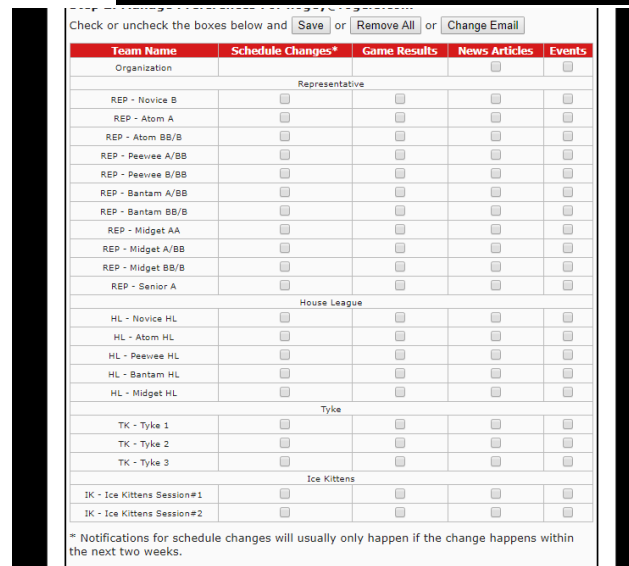 Check or uncheck the boxes below and Save or Remove All or Change Email
Team Name Schedule Changes* Game Results News Articles Events
Organization
Representative
REP - Novice B
REP - Atom A
REP - Atom BB/B
REP - Peewee A/BB
REP - Peewee B/BB
REP - Bantam A/BB
REP - Bantam BB/B
REP - Midget AA
REP - Midget A/BB
REP - Midget BB/B
REP - Senior A
House League
HL - Novice HL
HL - Atom HL
HL - Peewee HL
HL - Bantam HL
HL - Midget HL
Tyke
TK - Tyke 1
TK - Tyke 2
TK - Tyke 3
Ice Kittens
IK - Ice Kittens Session#1
IK - Ice Kittens Session#2
* Notifications for schedule changes will usually only happen if the change happens within
the next two weeks.